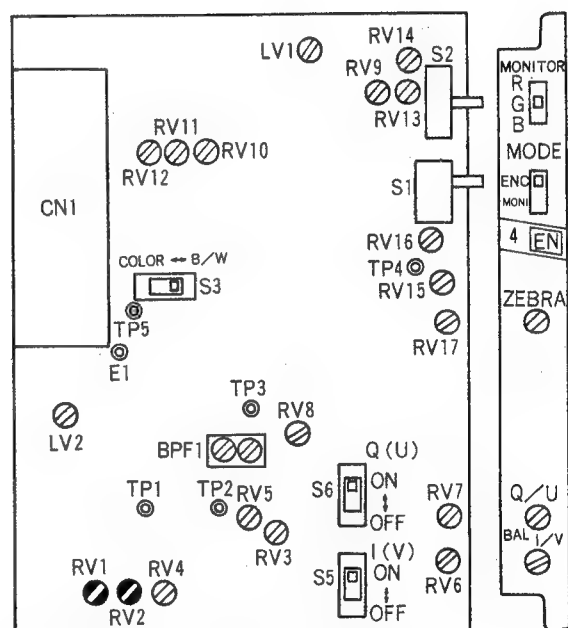 RV14
LV1
S2
RV9
RV13
MONITOR
R
G
B
RV11
RV10
RV12
MODE
S1
ENC
MONI
CN1
RV16
4 EN
TP4
COLOR ↔ B/W
S3
RV15
ZEBRA
TP5
RV17
E1
TP3
RV8
LV2
BPF1
Q(U)
ON
S6
OFF
TP1
TP2
RV5
RV7
Q/U
RV3
I(V)
BAL I/V
ON
S5
OFF
RV1
RV4
RV6
RV2